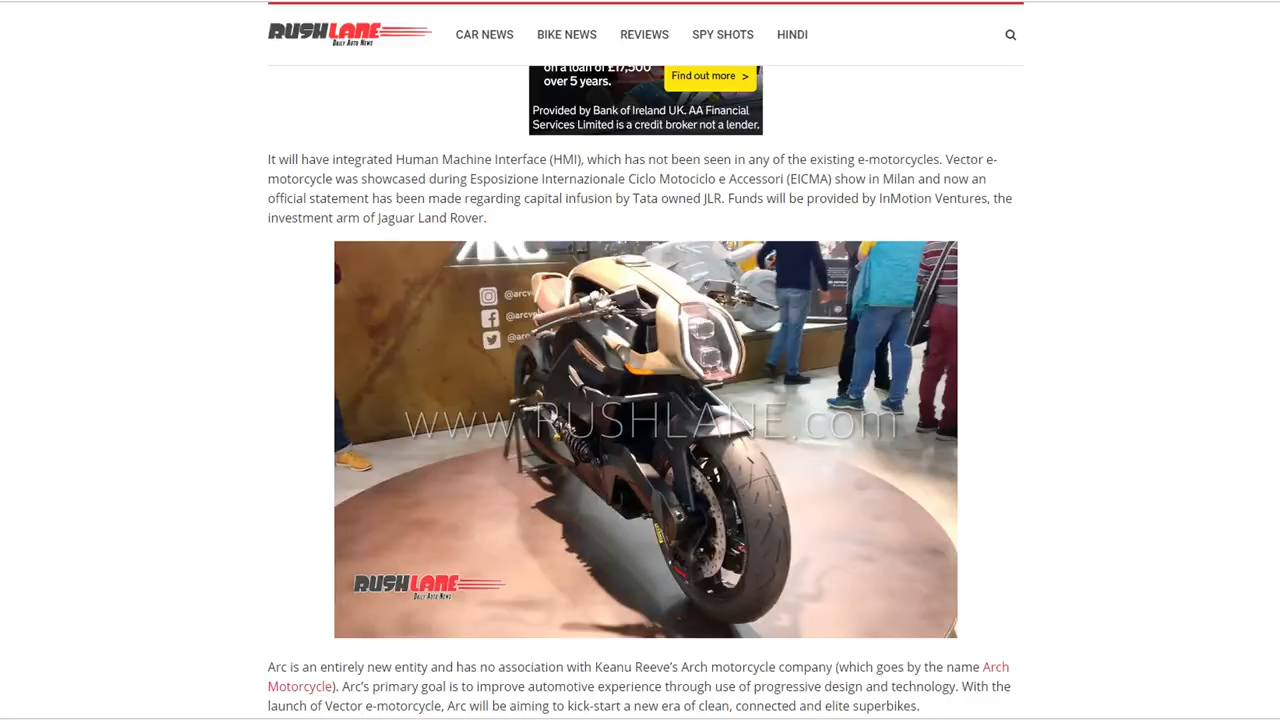 RUSHLANE
DAILY AUTO NEWS
CAR NEWS
BIKE NEWS
REVIEWS
SPY SHOTS
HINDI
on a loan of £17,500
over 5 years.
Find out more >
Provided by Bank of Ireland UK. AA Financial
Services Limited is a credit broker not a lender.
It will have integrated Human Machine Interface (HMI), which has not been seen in any of the existing e-motorcycles. Vector e-
motorcycle was showcased during Esposizione Internazionale Ciclo Motociclo e Accessori (EICMA) show in Milan and now an
official statement has been made regarding capital infusion by Tata owned JLR. Funds will be provided by InMotion Ventures, the
investment arm of Jaguar Land Rover.
@arcv
@arcv
@arc
www.RUSHLANE.com
RUSHLANE
DAILY AUTO NEWS
Arc is an entirely new entity and has no association with Keanu Reeve's Arch motorcycle company (which goes by the name Arch
Motorcycle). Arc's primary goal is to improve automotive experience through use of progressive design and technology. With the
launch of Vector e-motorcycle, Arc will be aiming to kick-start a new era of clean, connected and elite superbikes.